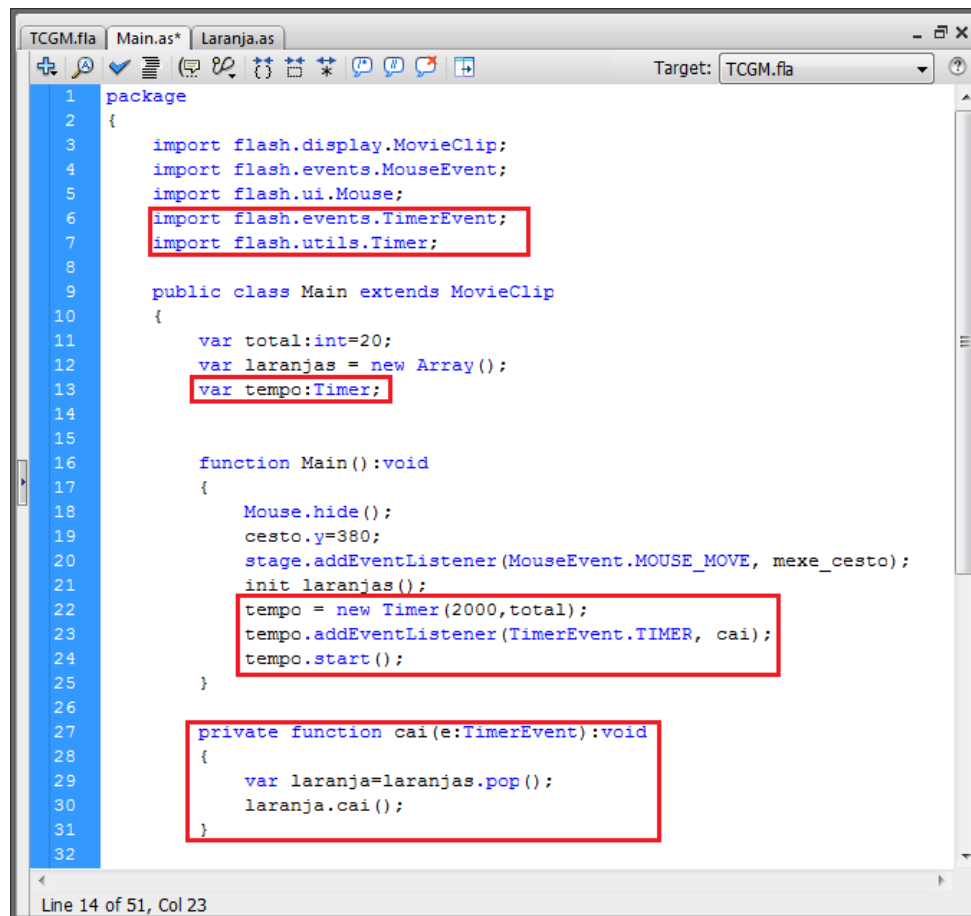 TCGM.fla Main.as* Laranja.as
Target: TCGM.fla
1 package
2 {
3 import flash.display.MovieClip;
4 import flash.events.MouseEvent;
5 import flash.ui.Mouse;
6 import flash.events.TimerEvent;
7 import flash.utils.Timer;
8
9 public class Main extends MovieClip
10 {
11 var total:int=20;
12 var laranjas = new Array();
13 var tempo:Timer;
14
15
16 function Main():void
17 {
18 Mouse.hide();
19 cesto.y=380;
20 stage.addEventListener(MouseEvent.MOUSE_MOVE, mexe_cesto);
21 init laranjas();
22 tempo = new Timer(2000,total);
23 tempo.addEventListener(TimerEvent.TIMER, cai);
24 tempo.start();
25 }
26
27 private function cai(e:TimerEvent):void
28 {
29 var laranja=laranjas.pop();
30 laranja.cai();
31 }
32
Line 14 of 51, Col 23